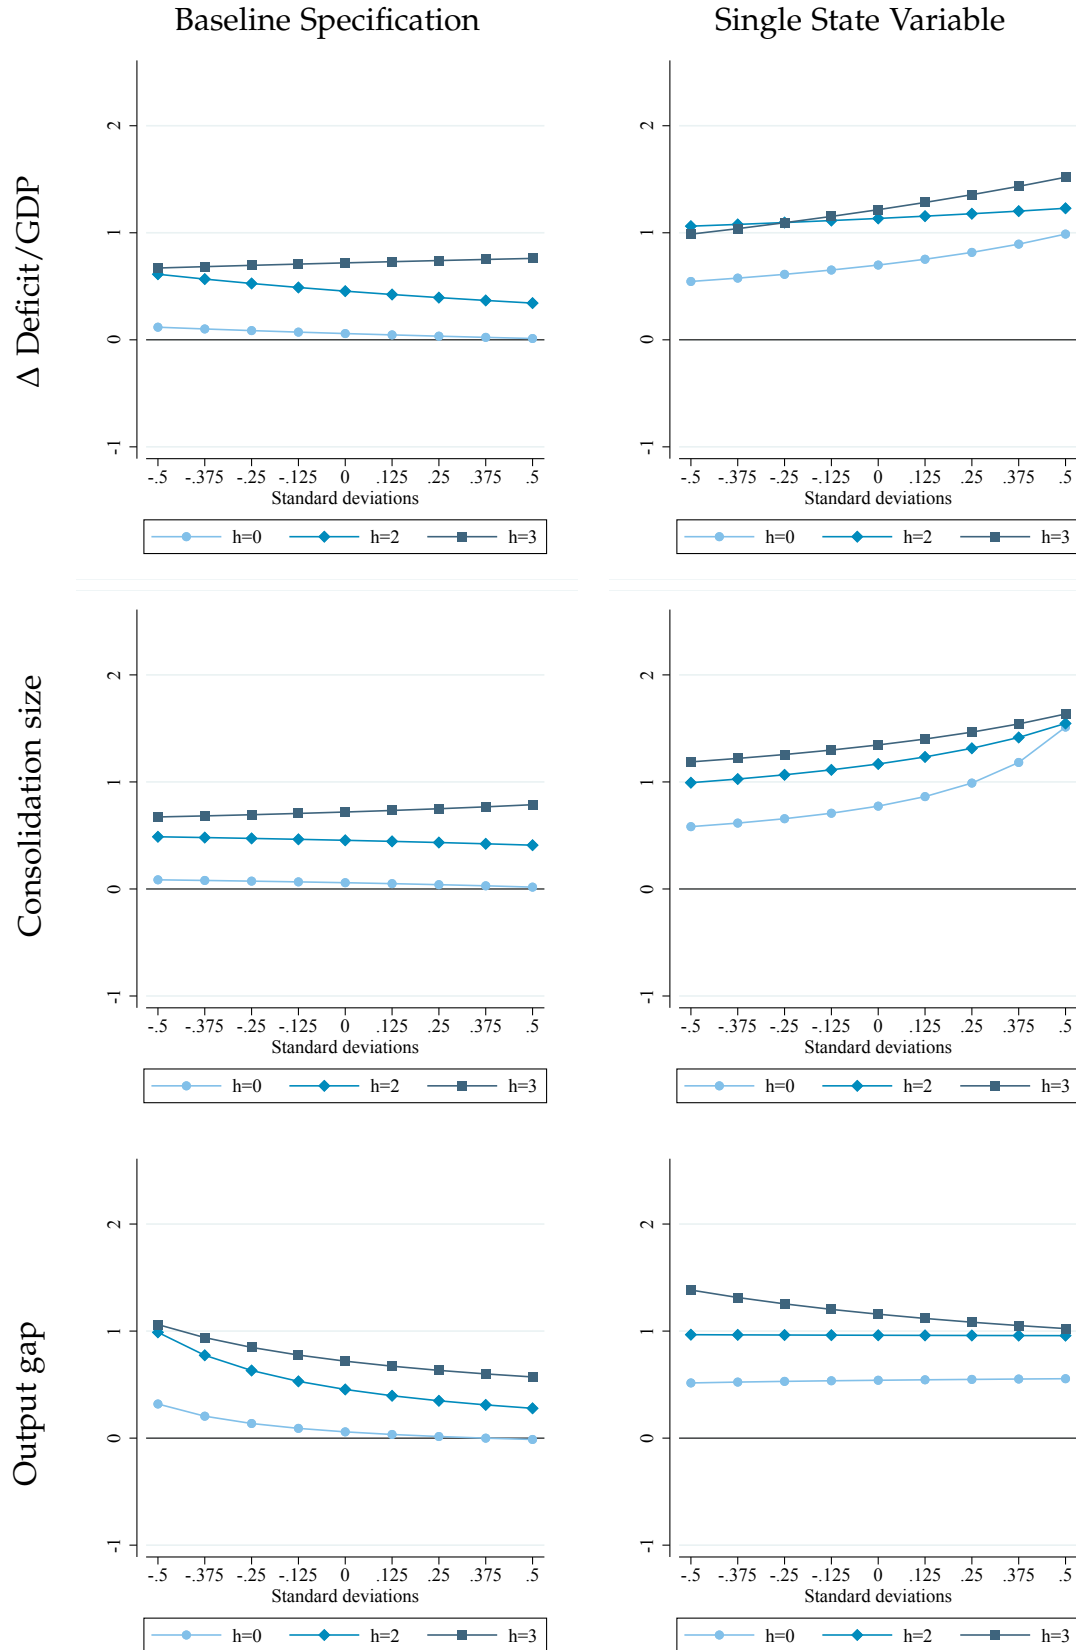 Baseline Specification
Single State Variable
Δ Deficit/GDP
2
1
0
-1
-.5 -.375 -.25 -.125 0 .125 .25 .375 .5
Standard deviations
h=0 h=2 h=3
2
1
0
-1
-.5 -.375 -.25 -.125 0 .125 .25 .375 .5
Standard deviations
h=0 h=2 h=3
Consolidation size
2
1
0
-1
-.5 -.375 -.25 -.125 0 .125 .25 .375 .5
Standard deviations
h=0 h=2 h=3
2
1
0
-1
-.5 -.375 -.25 -.125 0 .125 .25 .375 .5
Standard deviations
h=0 h=2 h=3
Output gap
2
1
0
-1
-.5 -.375 -.25 -.125 0 .125 .25 .375 .5
Standard deviations
h=0 h=2 h=3
2
1
0
-1
-.5 -.375 -.25 -.125 0 .125 .25 .375 .5
Standard deviations
h=0 h=2 h=3